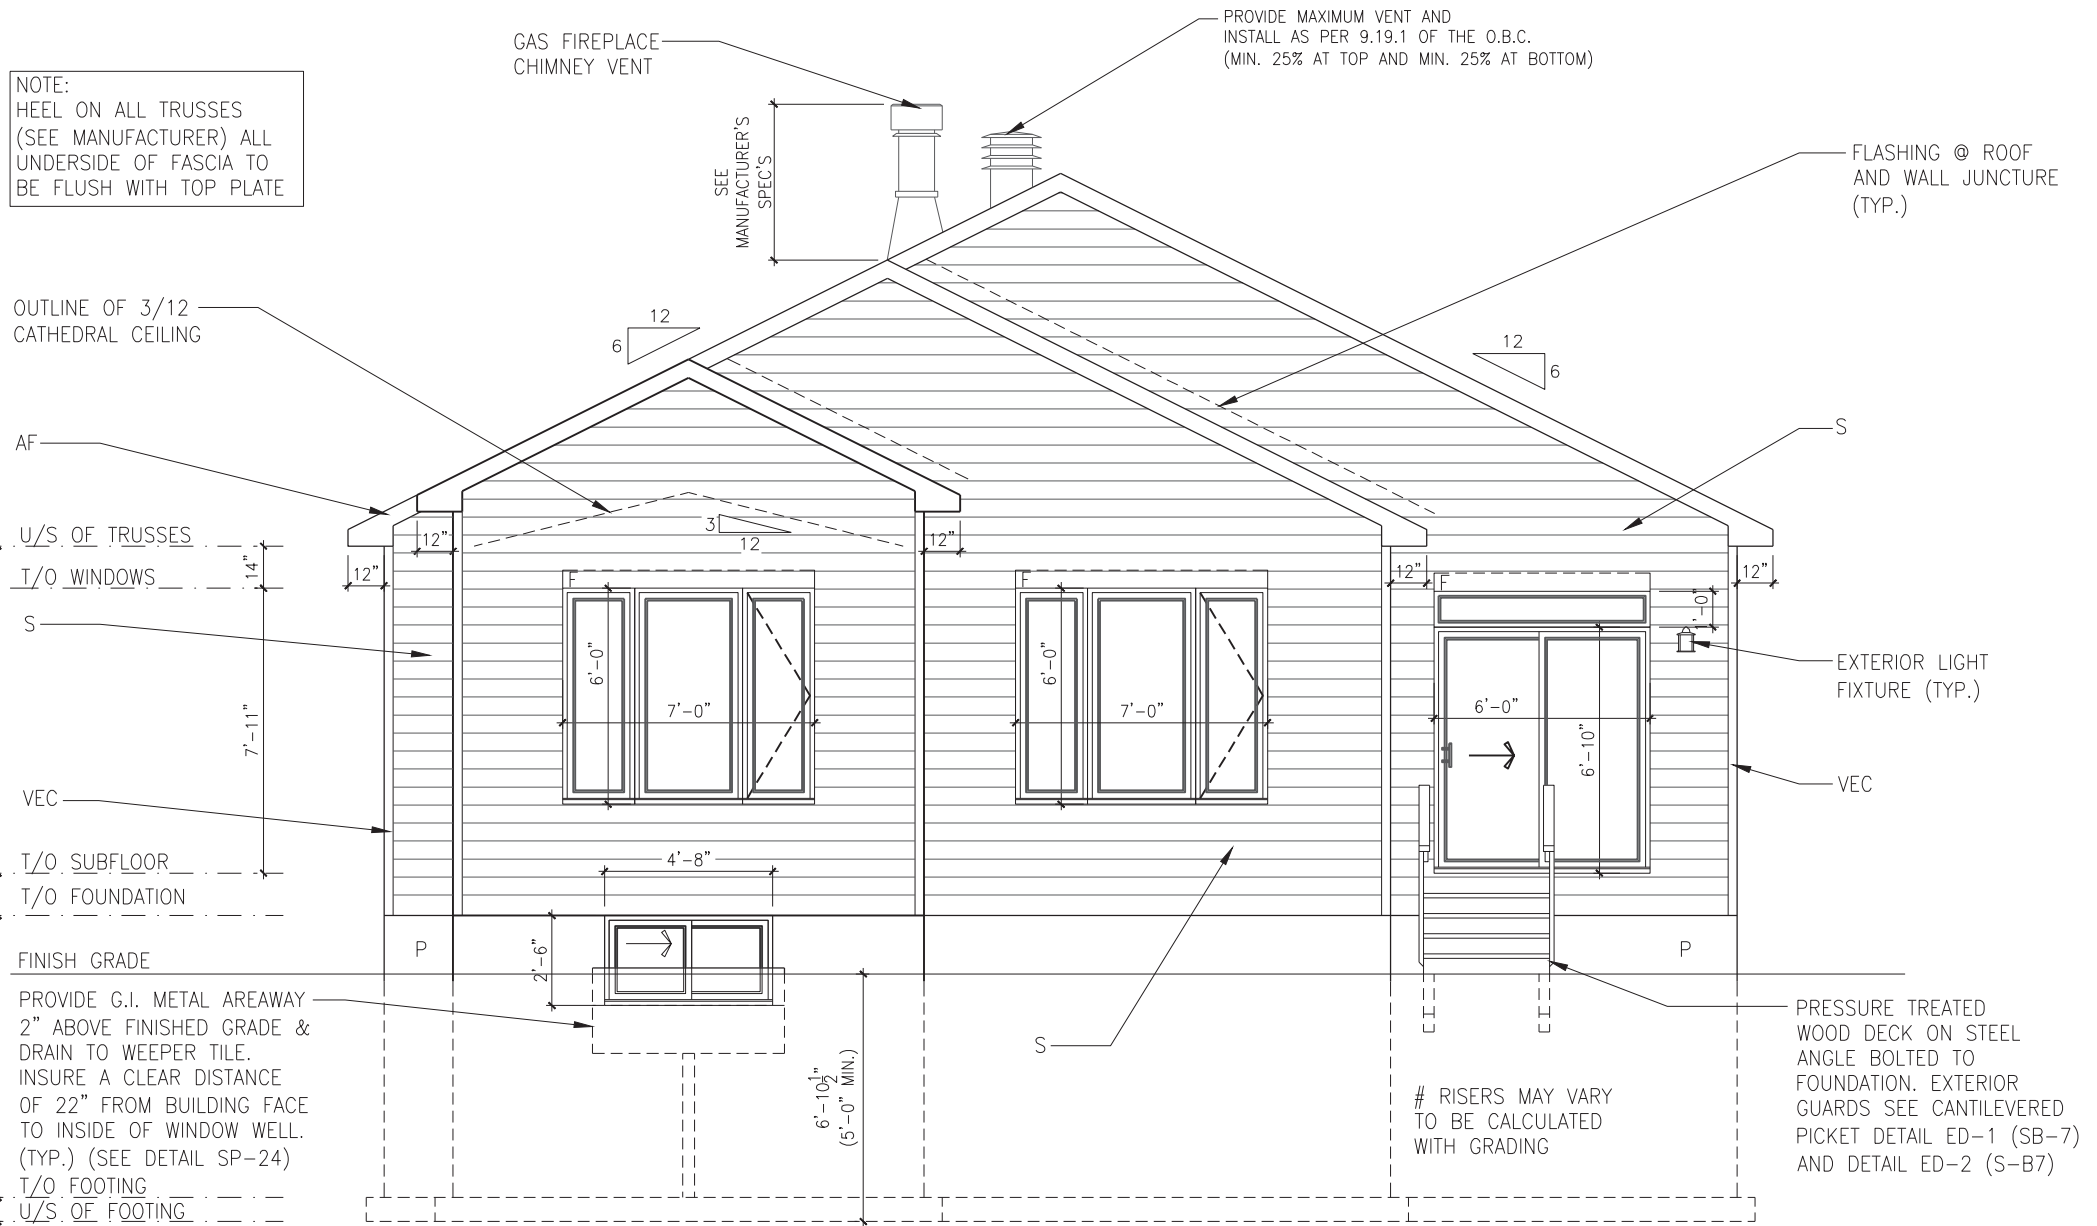 GAS FIREPLACE
CHIMNEY VENT
PROVIDE MAXIMUM VENT AND
INSTALL AS PER 9.19.1 OF THE O.B.C.
(MIN. 25% AT TOP AND MIN. 25% AT BOTTOM)
NOTE:
HEEL ON ALL TRUSSES
(SEE MANUFACTURER) ALL
UNDERSIDE OF FASCIA TO
BE FLUSH WITH TOP PLATE
SEE
MANUFACTURER'S
SPEC'S
FLASHING @ ROOF
AND WALL JUNCTURE
(TYP.)
OUTLINE OF 3/12
CATHEDRAL CEILING
12
6
12
6
AF
S
U/S OF TRUSSES
T/O WINDOWS
14"
12"
12"
12"
12"
12"
3
12
F
F
F
1'-0"
S
7'-11"
6'-0"
7'-0"
6'-0"
7'-0"
6'-0"
6'-10"
EXTERIOR LIGHT
FIXTURE (TYP.)
VEC
VEC
T/O SUBFLOOR
T/O FOUNDATION
4'-8"
2'-6"
P
P
FINISH GRADE
PROVIDE G.I. METAL AREAWAY
2" ABOVE FINISHED GRADE &
DRAIN TO WEEPER TILE.
INSURE A CLEAR DISTANCE
OF 22" FROM BUILDING FACE
TO INSIDE OF WINDOW WELL.
(TYP.) (SEE DETAIL SP-24)
T/O FOOTING
U/S OF FOOTING
S
6'-10 1/2"
(5'-0" MIN.)
# RISERS MAY VARY
TO BE CALCULATED
WITH GRADING
PRESSURE TREATED
WOOD DECK ON STEEL
ANGLE BOLTED TO
FOUNDATION. EXTERIOR
GUARDS SEE CANTILEVERED
PICKET DETAIL ED-1 (SB-7)
AND DETAIL ED-2 (S-B7)